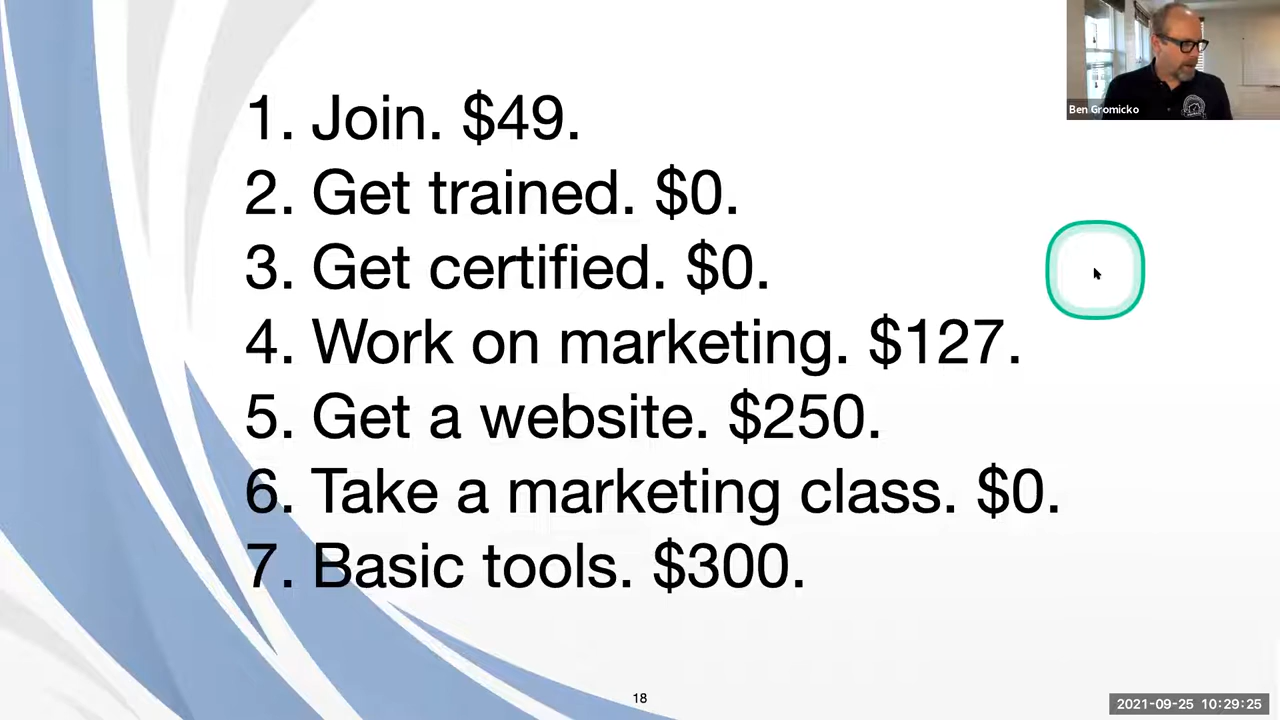 Ben Gromicko
1. Join. $49.
2. Get trained. $0.
3. Get certified. $0.
4. Work on marketing. $127.
5. Get a website. $250.
6. Take a marketing class. $0.
7. Basic tools. $300.
18
2021-09-25 10:29:25